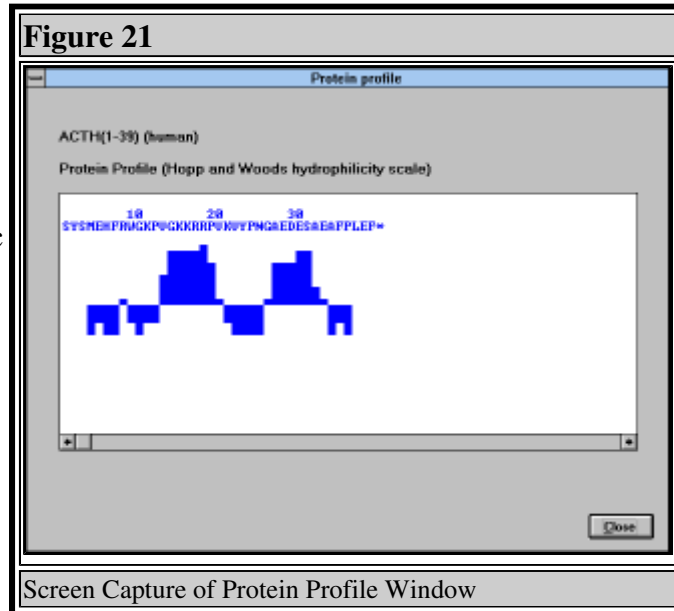 Figure 21
Protein profile
ACTH(1-39) (human)
Protein Profile (Hopp and Woods hydrophilicity scale)
10 20 30
SYSMEHFRWGKPVGKKRRPVKVYPNGAEDESAEAFPLEF*
c
Close
Screen Capture of Protein Profile Window